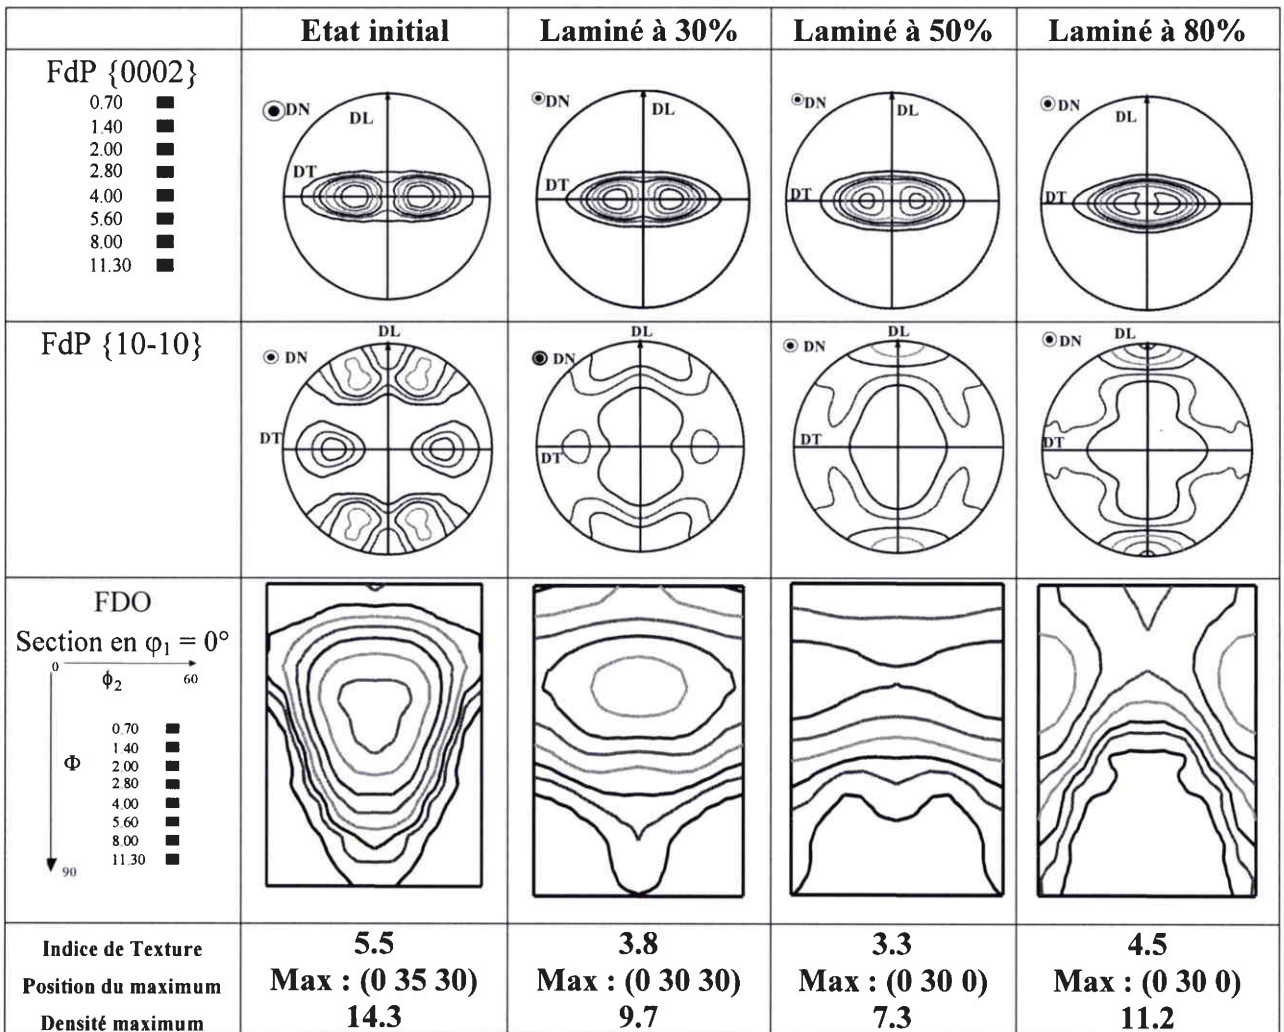 Etat initial Laminé à 30% Laminé à 50% Laminé à 80%
FdP {0002}
0.70
1.40
2.00
2.80
4.00
5.60
8.00
11.30
DN DL DT
DN DL DT
DN DL DT
DN DL DT
FdP {10-10}
DL DN DT
DL DN DT
DL DN DT
DL DN DT
FDO
Section en φ₁ = 0°
0 ϕ₂ 60
Φ
90
0.70
1.40
2.00
2.80
4.00
5.60
8.00
11.30
Indice de Texture 5.5 3.8 3.3 4.5
Position du maximum Max : (0 35 30) Max : (0 30 30) Max : (0 30 0) Max : (0 30 0)
Densité maximum 14.3 9.7 7.3 11.2